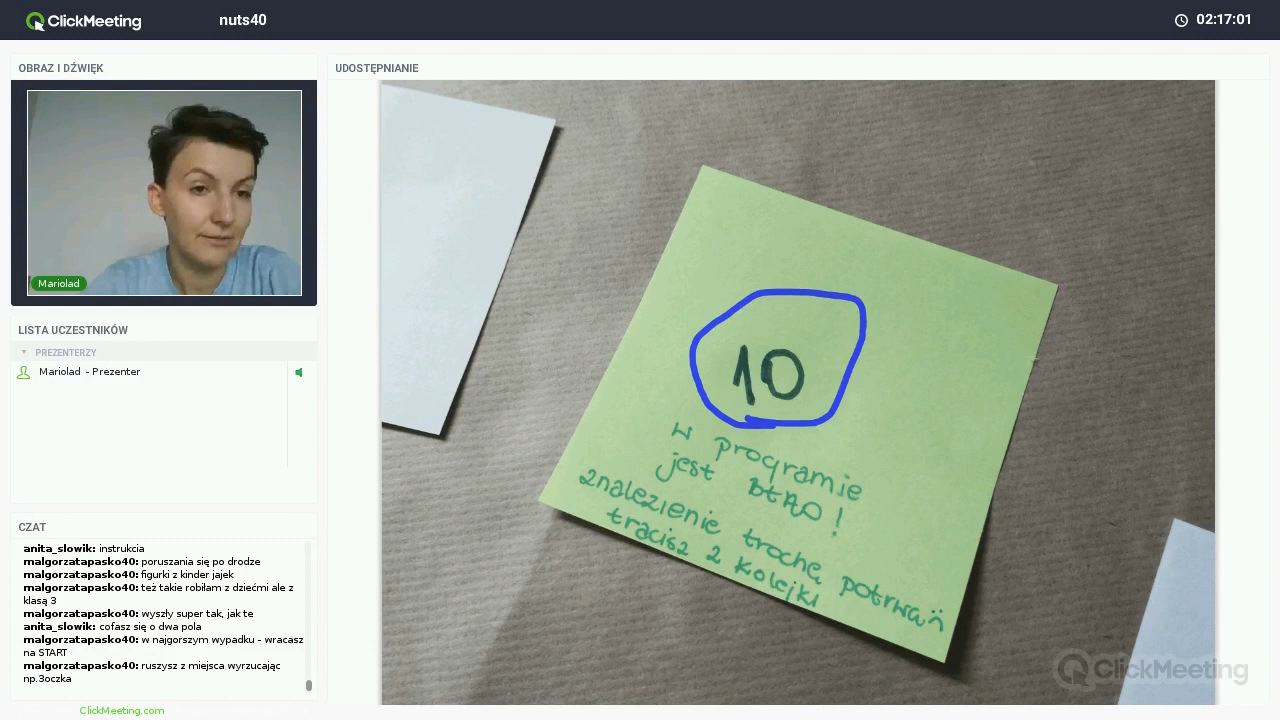 ClickMeeting
nuts40
02:17:01
OBRAZ I DŹWIĘK
UDOSTĘPNIANIE
Mariolad
LISTA UCZESTNIKÓW
PREZENTERZY
Mariolad - Prezenter
CZAT
anita_slowik: instrukcja
malgorzatapasko40: poruszania się po drodze
malgorzatapasko40: figurki z kinder jajek
malgorzatapasko40: też takie robiłam z dziećmi ale z
klasą 3
malgorzatapasko40: wyszły super tak, jak te
anita_slowik: cofasz się o dwa pola
malgorzatapasko40: w najgorszym wypadku - wracasz
na START
malgorzatapasko40: ruszysz z miejsca wyrzucając
np.3oczka
ClickMeeting.com
10
w programie
jest BŁĄD!
znalezienie trochę potrwa
tracisz 2 kolejki
ClickMeeting